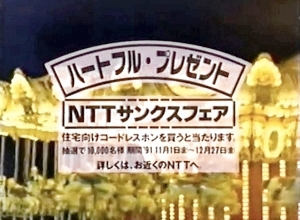 ハートフル・プレゼント
NTTサンクスフェア
住宅向けコードレスホンを買うと当たります。
抽選で10,000名様 期間'91.11月1日～12月27日
詳しくは、お近くのNTTへ。